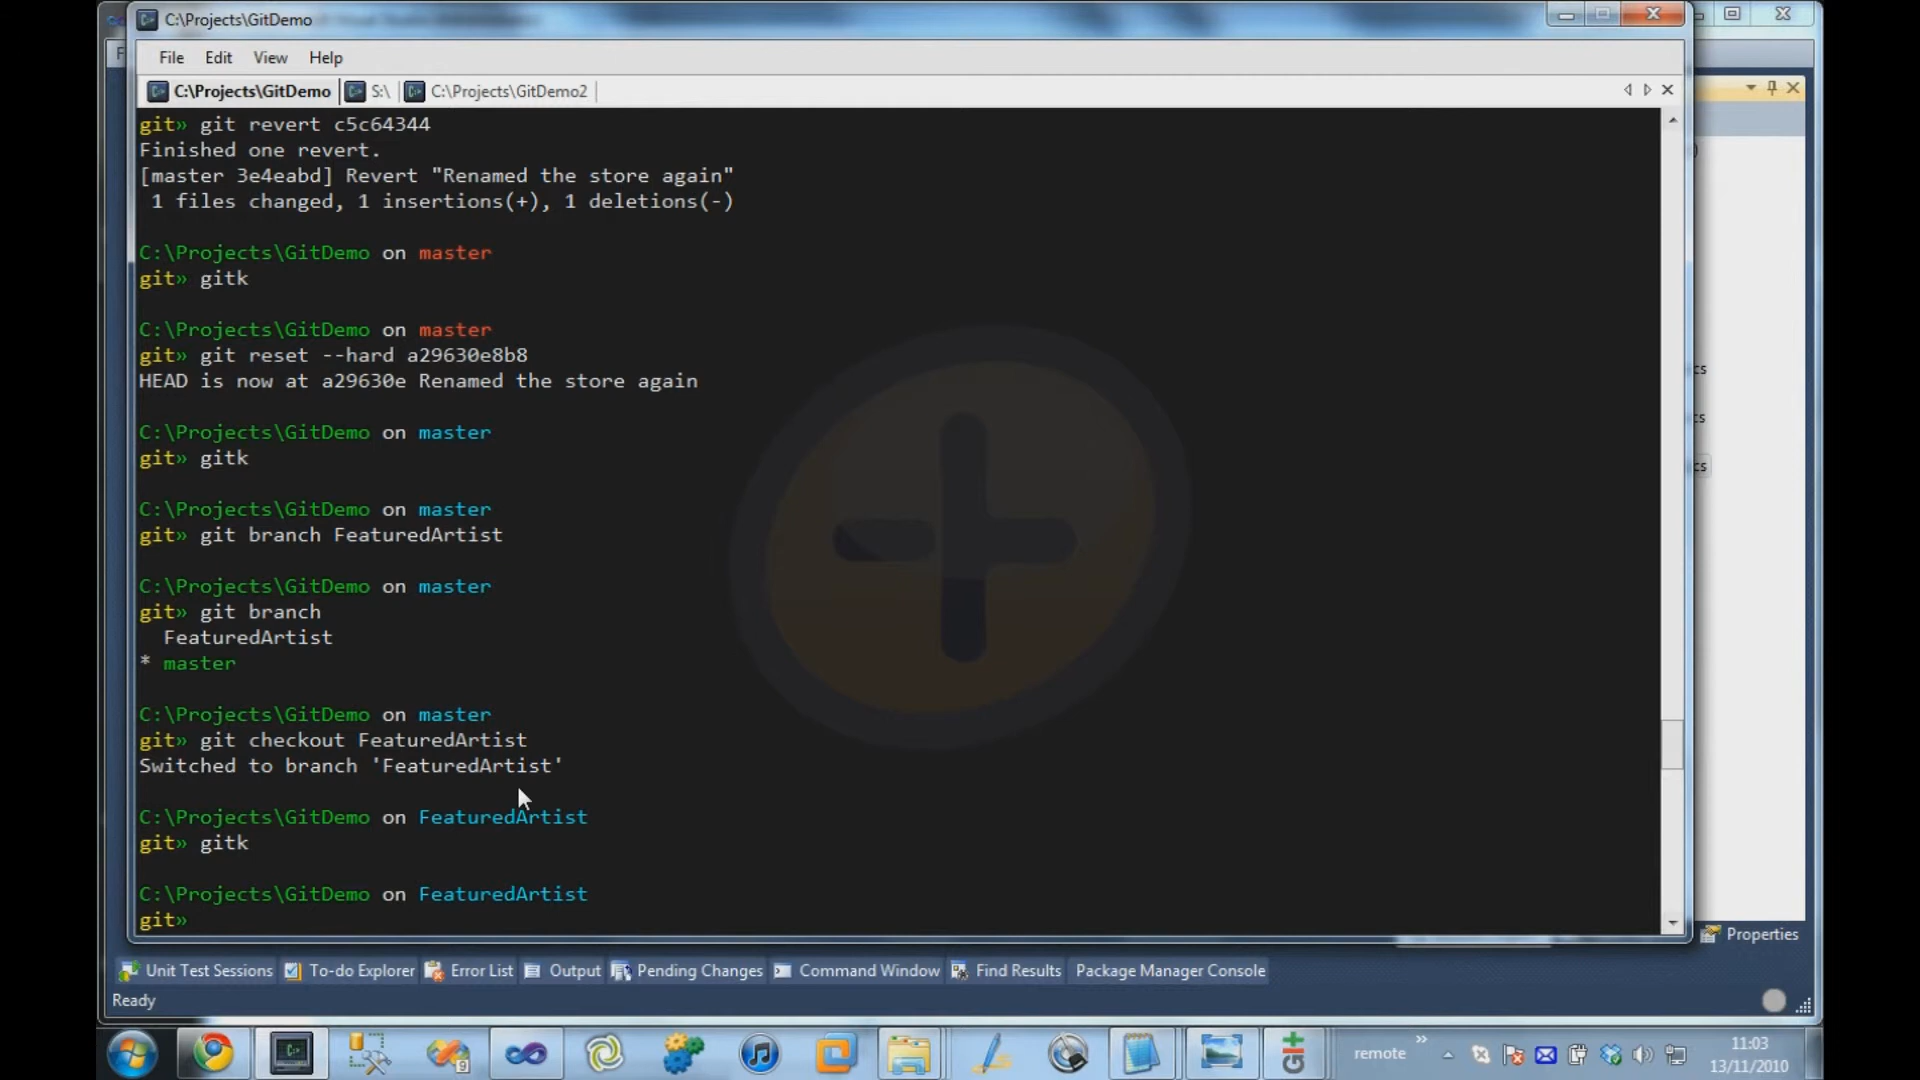 C:\Projects\GitDemo
File Edit View Help
C:\Projects\GitDemo S:\ C:\Projects\GitDemo2
git» git revert c5c64344
Finished one revert.
[master 3e4eabd] Revert "Renamed the store again"
1 files changed, 1 insertions(+), 1 deletions(-)
C:\Projects\GitDemo on master
git» gitk
C:\Projects\GitDemo on master
git» git reset --hard a29630e8b8
HEAD is now at a29630e Renamed the store again
C:\Projects\GitDemo on master
git» gitk
C:\Projects\GitDemo on master
git» git branch FeaturedArtist
C:\Projects\GitDemo on master
git» git branch
FeaturedArtist
* master
C:\Projects\GitDemo on master
git» git checkout FeaturedArtist
Switched to branch 'FeaturedArtist'
C:\Projects\GitDemo on FeaturedArtist
git» gitk
C:\Projects\GitDemo on FeaturedArtist
git»
Properties
Unit Test Sessions To-do Explorer Error List Output Pending Changes Command Window Find Results Package Manager Console
Ready
remote
11:03
13/11/2010